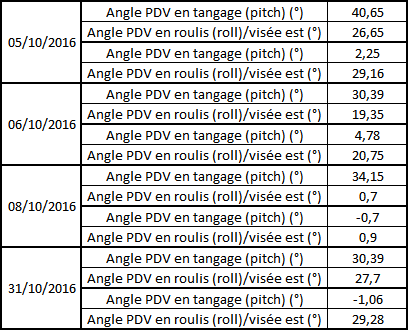 05/10/2016
Angle PDV en tangage (pitch) (°) 40,65
Angle PDV en roulis (roll)/visée est (°) 26,65
Angle PDV en tangage (pitch) (°) 2,25
Angle PDV en roulis (roll)/visée est (°) 29,16
06/10/2016
Angle PDV en tangage (pitch) (°) 30,39
Angle PDV en roulis (roll)/visée est (°) 19,35
Angle PDV en tangage (pitch) (°) 4,78
Angle PDV en roulis (roll)/visée est (°) 20,75
08/10/2016
Angle PDV en tangage (pitch) (°) 34,15
Angle PDV en roulis (roll)/visée est (°) 0,7
Angle PDV en tangage (pitch) (°) -0,7
Angle PDV en roulis (roll)/visée est (°) 0,9
31/10/2016
Angle PDV en tangage (pitch) (°) 30,39
Angle PDV en roulis (roll)/visée est (°) 27,7
Angle PDV en tangage (pitch) (°) -1,06
Angle PDV en roulis (roll)/visée est (°) 29,28